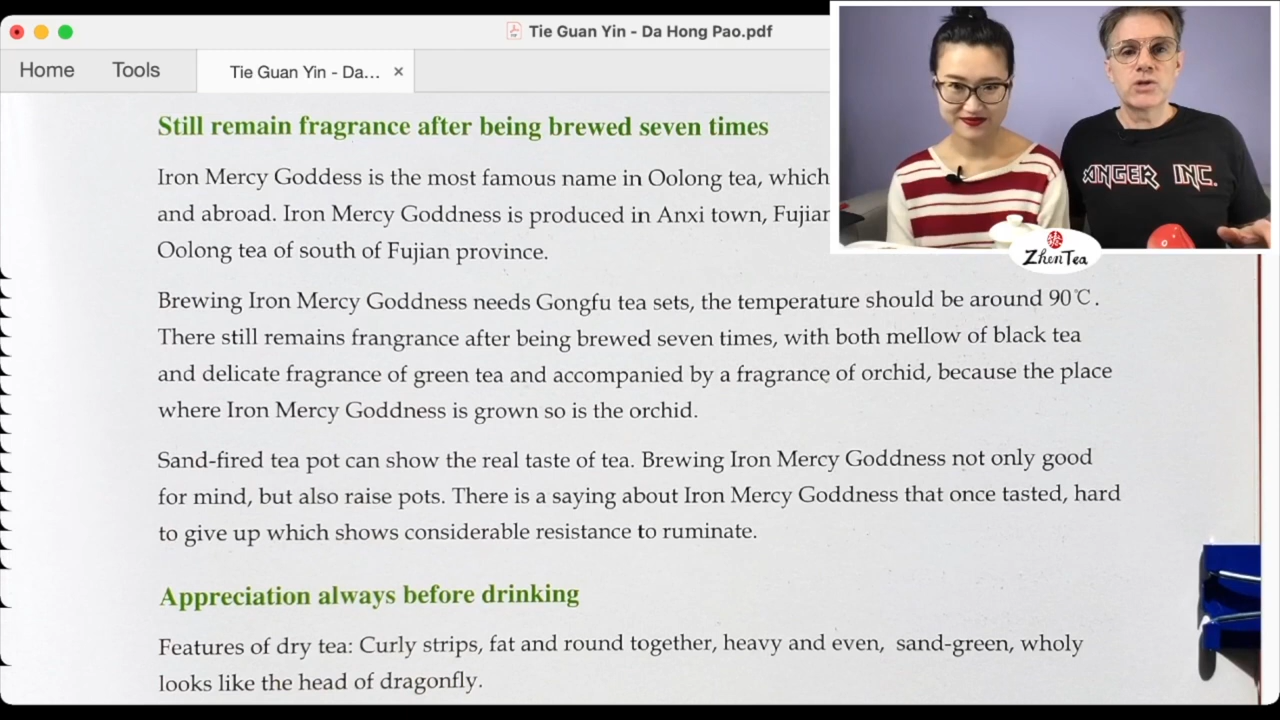 Tie Guan Yin - Da Hong Pao.pdf
Home Tools Tie Guan Yin - Da... ×
Still remain fragrance after being brewed seven times
Iron Mercy Goddess is the most famous name in Oolong tea, which
and abroad. Iron Mercy Goddness is produced in Anxi town, Fujian
Oolong tea of south of Fujian province.
Brewing Iron Mercy Goddness needs Gongfu tea sets, the temperature should be around 90℃.
There still remains frangrance after being brewed seven times, with both mellow of black tea
and delicate fragrance of green tea and accompanied by a fragrance of orchid, because the place
where Iron Mercy Goddness is grown so is the orchid.
Sand-fired tea pot can show the real taste of tea. Brewing Iron Mercy Goddness not only good
for mind, but also raise pots. There is a saying about Iron Mercy Goddness that once tasted, hard
to give up which shows considerable resistance to ruminate.
Appreciation always before drinking
Features of dry tea: Curly strips, fat and round together, heavy and even, sand-green, wholy
looks like the head of dragonfly.
ANGER INC.
ZhenTea